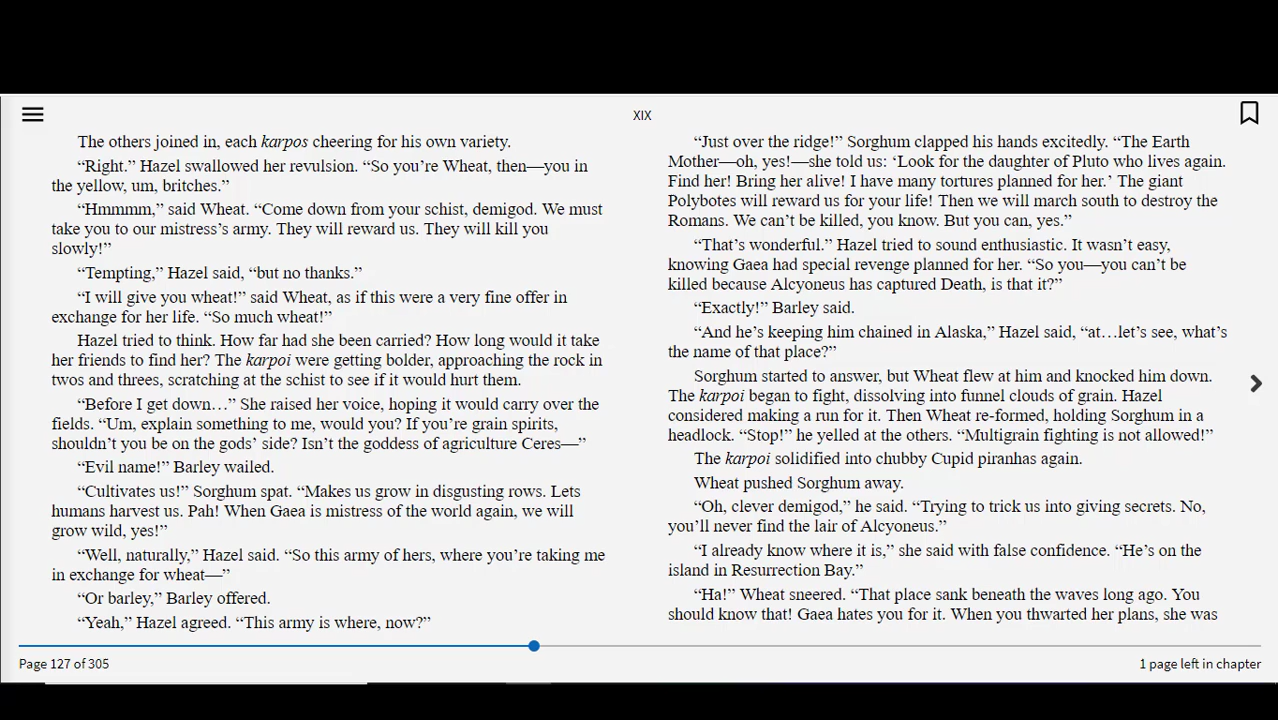 XIX
The others joined in, each karpos cheering for his own variety.
“Right.” Hazel swallowed her revulsion. “So you’re Wheat, then—you in
the yellow, um, britches.”
“Hmmmm,” said Wheat. “Come down from your schist, demigod. We must
take you to our mistress’s army. They will reward us. They will kill you
slowly!”
“Tempting,” Hazel said, “but no thanks.”
“I will give you wheat!” said Wheat, as if this were a very fine offer in
exchange for her life. “So much wheat!”
Hazel tried to think. How far had she been carried? How long would it take
her friends to find her? The karpoi were getting bolder, approaching the rock in
twos and threes, scratching at the schist to see if it would hurt them.
“Before I get down…” She raised her voice, hoping it would carry over the
fields. “Um, explain something to me, would you? If you’re grain spirits,
shouldn’t you be on the gods’ side? Isn’t the goddess of agriculture Ceres—”
“Evil name!” Barley wailed.
“Cultivates us!” Sorghum spat. “Makes us grow in disgusting rows. Lets
humans harvest us. Pah! When Gaea is mistress of the world again, we will
grow wild, yes!”
“Well, naturally,” Hazel said. “So this army of hers, where you’re taking me
in exchange for wheat—”
“Or barley,” Barley offered.
“Yeah,” Hazel agreed. “This army is where, now?”
“Just over the ridge!” Sorghum clapped his hands excitedly. “The Earth
Mother—oh, yes!—she told us: ‘Look for the daughter of Pluto who lives again.
Find her! Bring her alive! I have many tortures planned for her.’ The giant
Polybotes will reward us for your life! Then we will march south to destroy the
Romans. We can’t be killed, you know. But you can, yes.”
“That’s wonderful.” Hazel tried to sound enthusiastic. It wasn’t easy,
knowing Gaea had special revenge planned for her. “So you—you can’t be
killed because Alcyoneus has captured Death, is that it?”
“Exactly!” Barley said.
“And he’s keeping him chained in Alaska,” Hazel said, “at…let’s see, what’s
the name of that place?”
Sorghum started to answer, but Wheat flew at him and knocked him down.
The karpoi began to fight, dissolving into funnel clouds of grain. Hazel
considered making a run for it. Then Wheat re-formed, holding Sorghum in a
headlock. “Stop!” he yelled at the others. “Multigrain fighting is not allowed!”
The karpoi solidified into chubby Cupid piranhas again.
Wheat pushed Sorghum away.
“Oh, clever demigod,” he said. “Trying to trick us into giving secrets. No,
you’ll never find the lair of Alcyoneus.”
“I already know where it is,” she said with false confidence. “He’s on the
island in Resurrection Bay.”
“Ha!” Wheat sneered. “That place sank beneath the waves long ago. You
should know that! Gaea hates you for it. When you thwarted her plans, she was
Page 127 of 305
1 page left in chapter